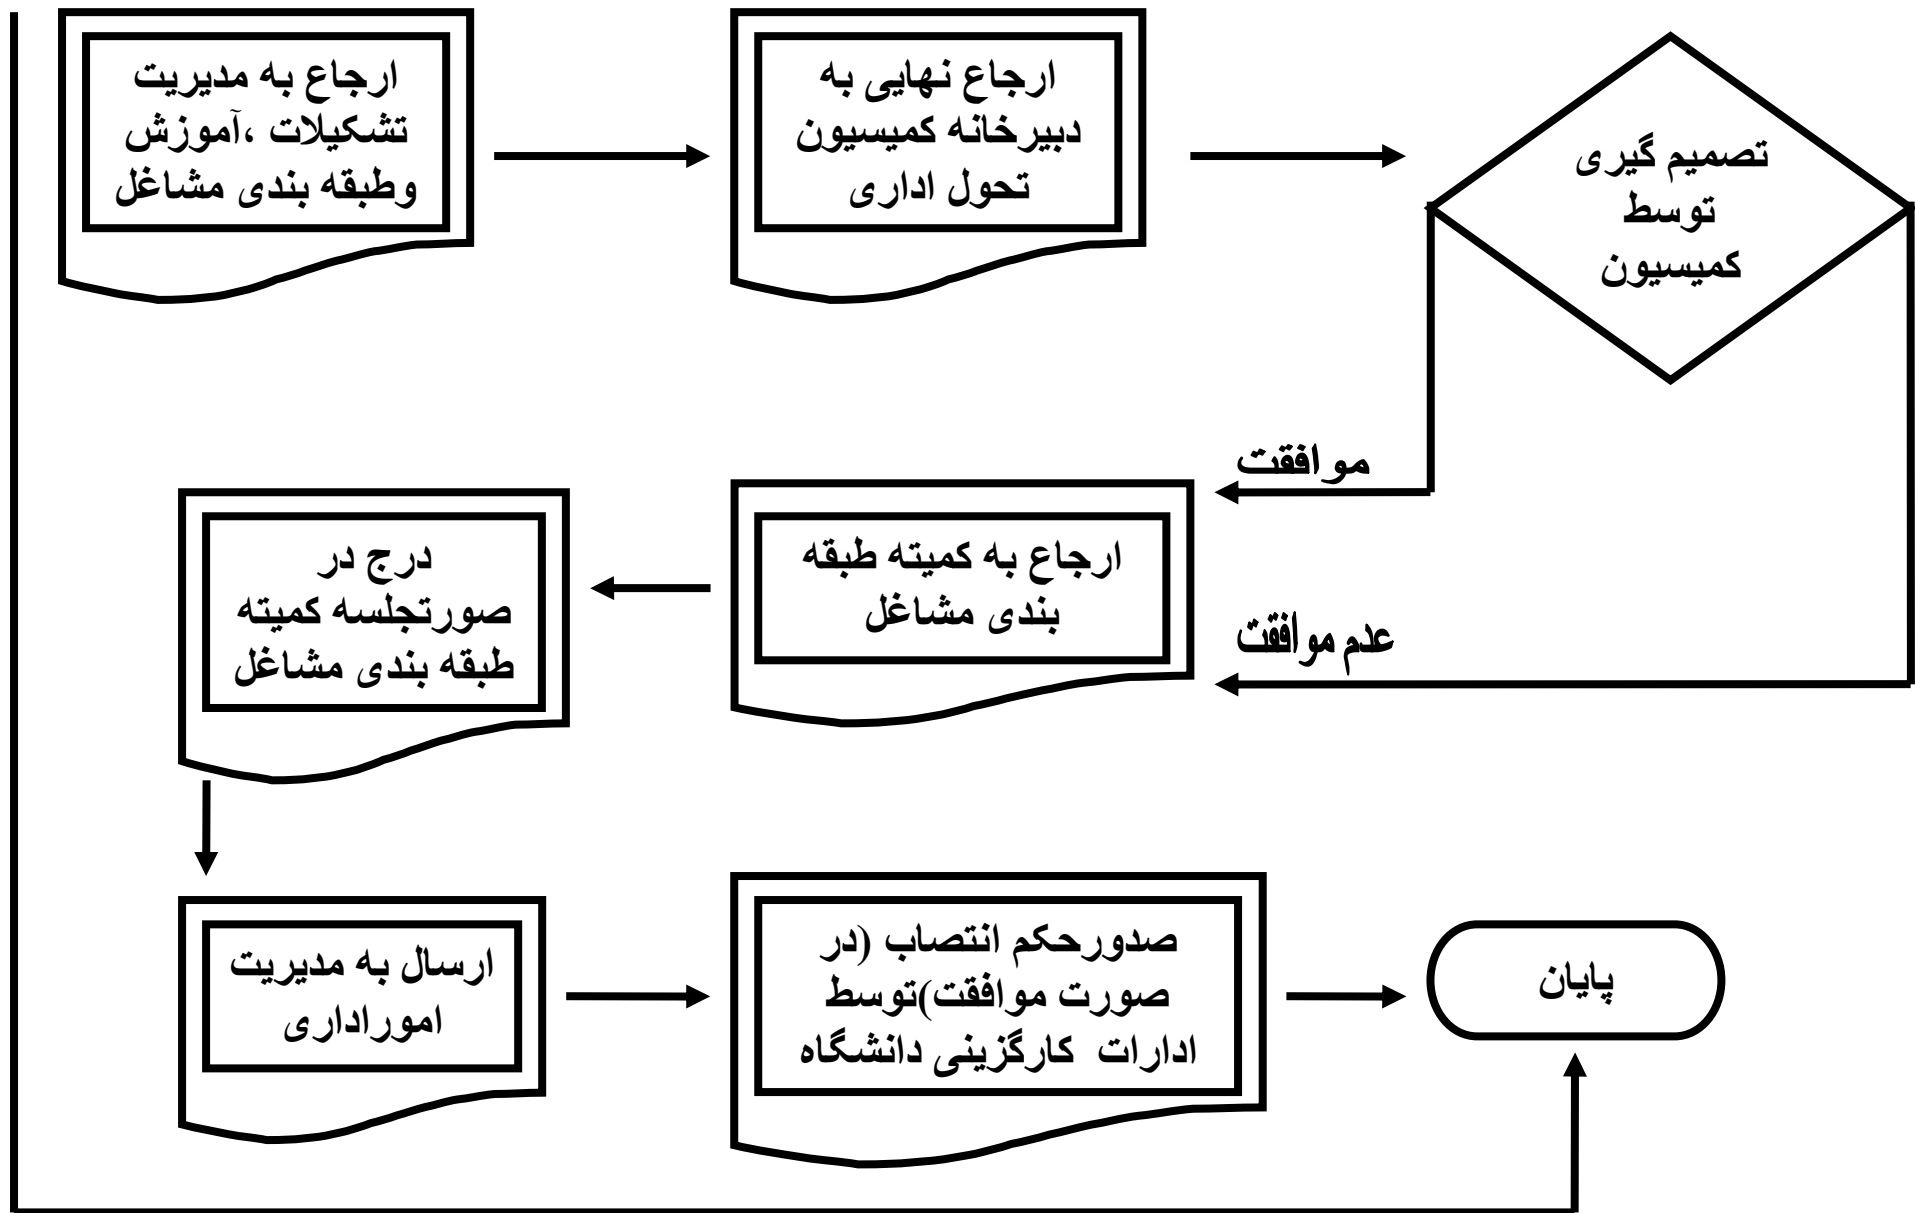 ارجاع به مدیریت
تشکیلات ،آموزش
وطبقه بندی مشاغل
ارجاع نهایی به
دبیرخانه کمیسیون
تحول اداری
تصمیم گیری
توسط
کمیسیون
موافقت
عدم موافقت
ارجاع به کمیته طبقه
بندی مشاغل
درج در
صورتجلسه کمیته
طبقه بندی مشاغل
ارسال به مدیریت
اموراداری
صدورحکم انتصاب (در
صورت موافقت)توسط
ادارات کارگزینی دانشگاه
پایان